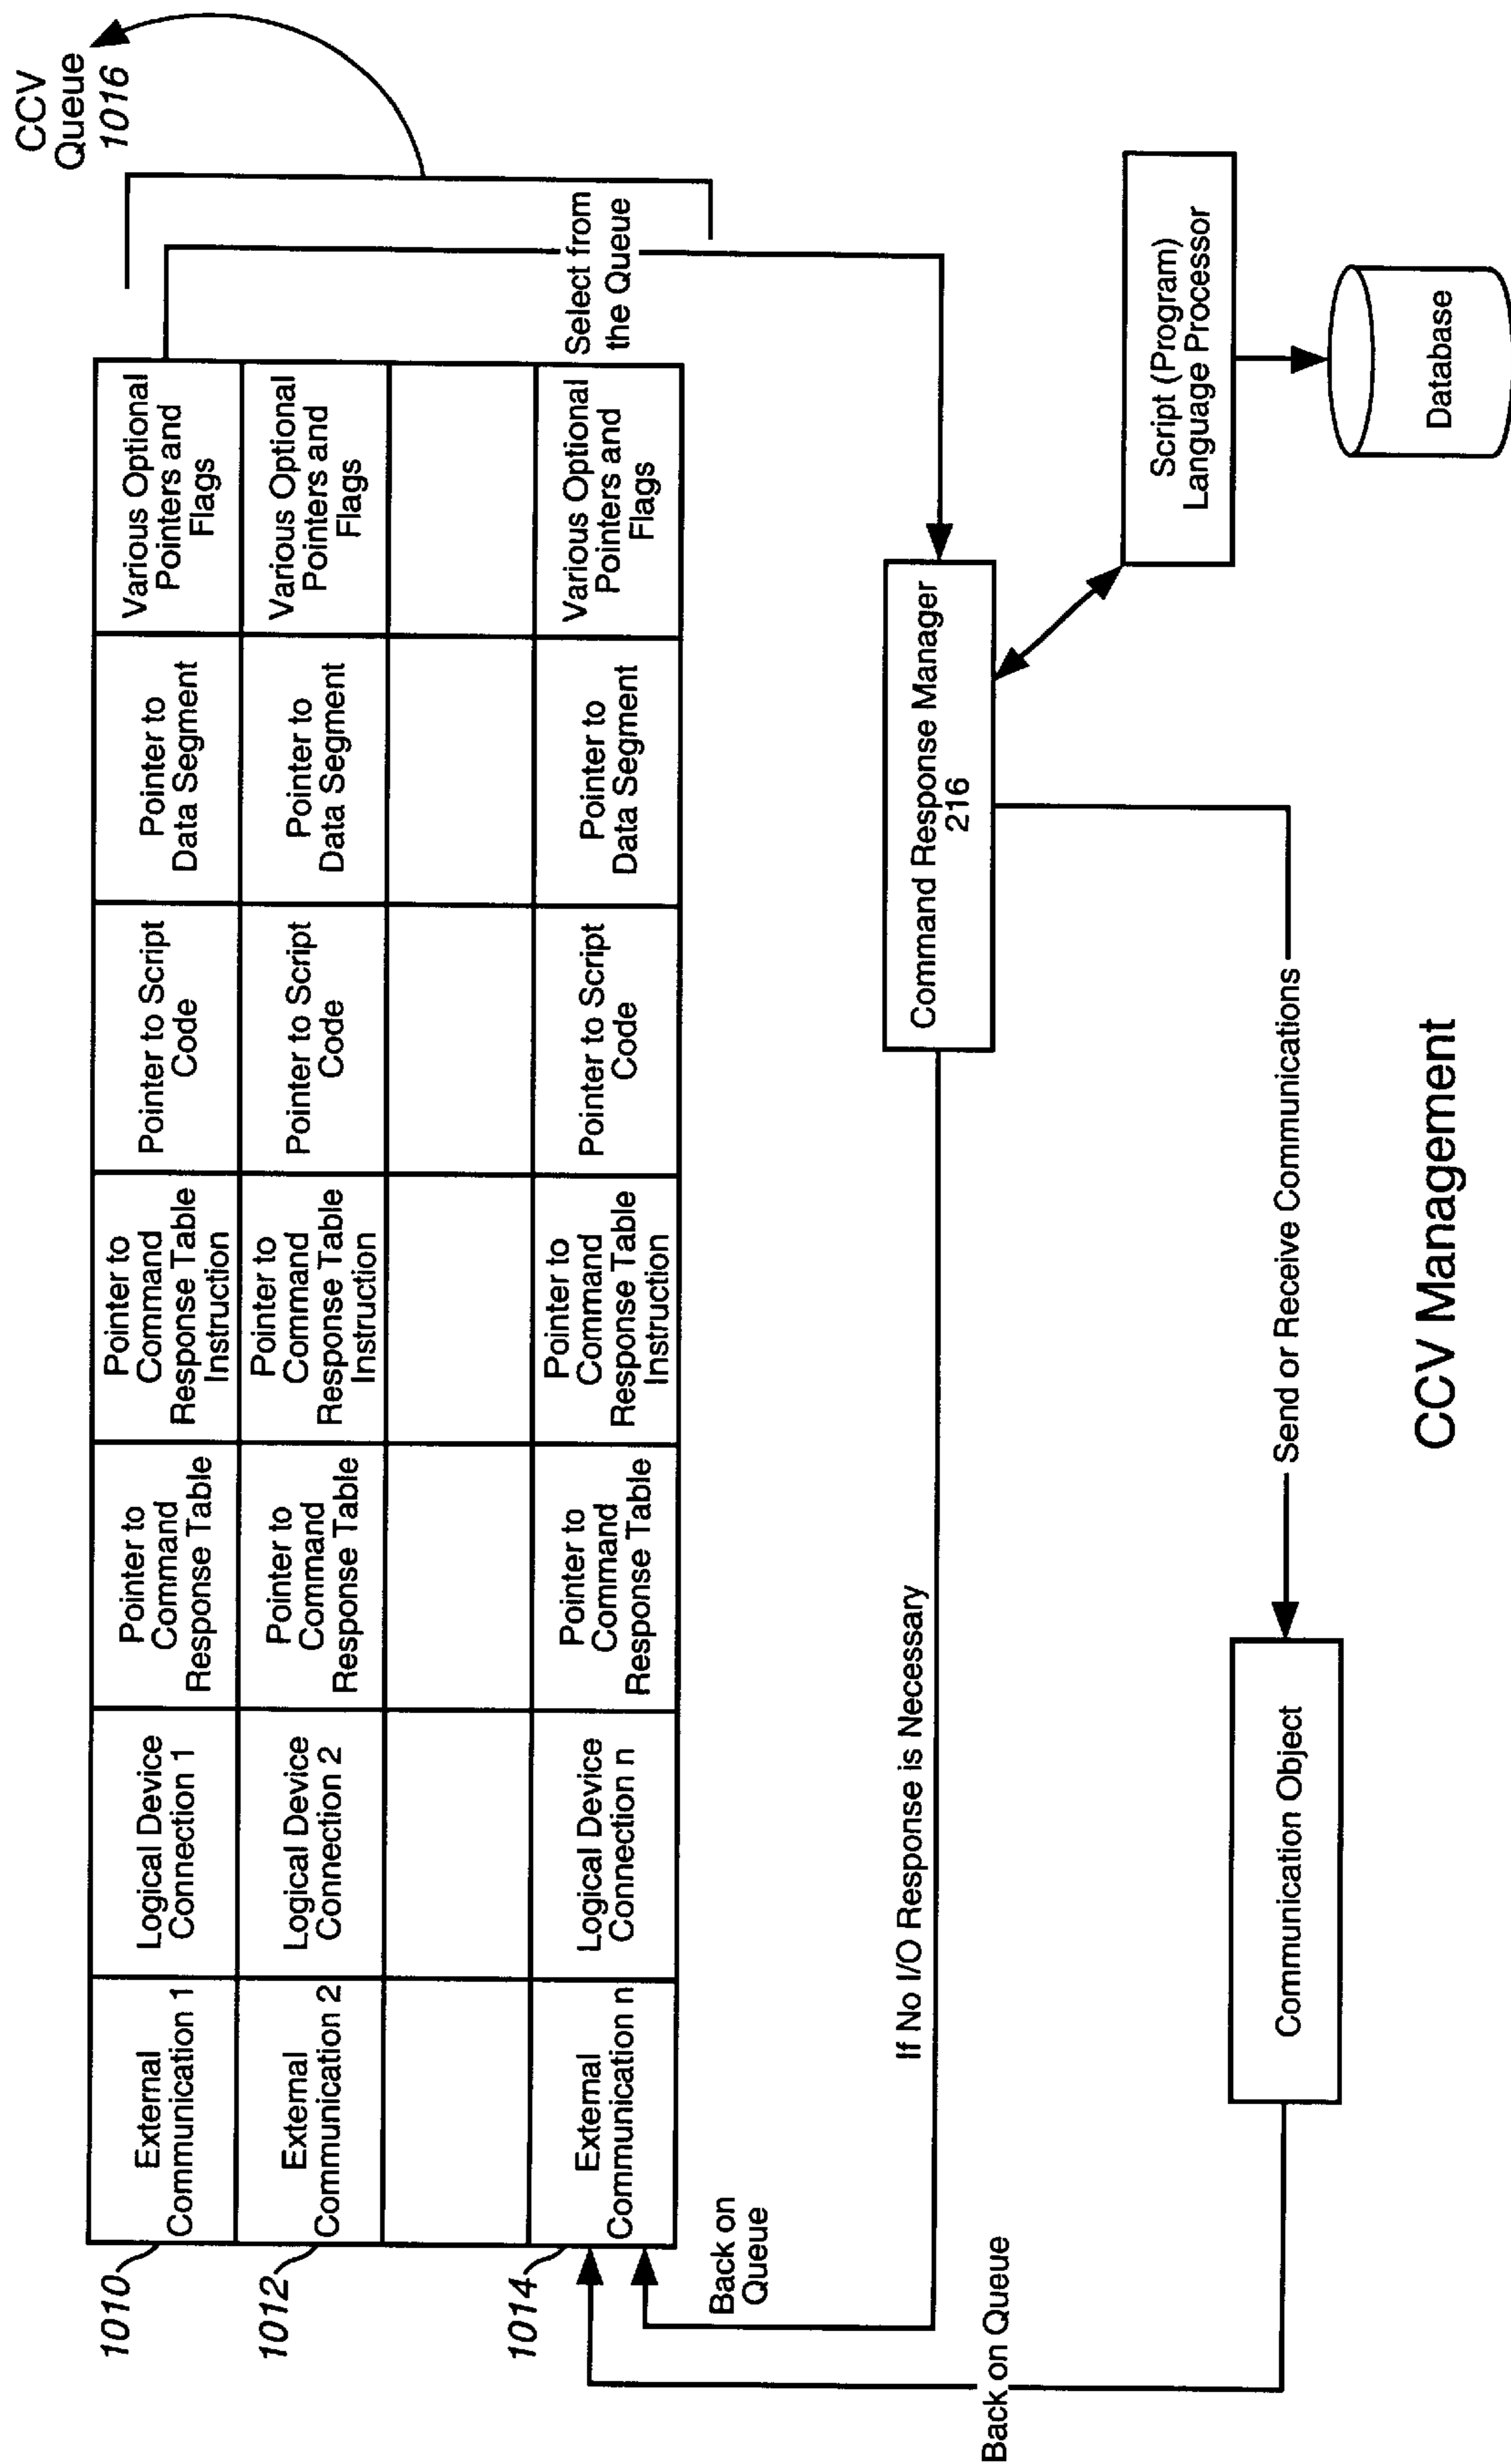 CCV
Queue
1016
1010
External
Communication 1
Logical Device
Connection 1
Pointer to
Command
Response Table
Pointer to
Command
Response Table
Instruction
Pointer to Script
Code
Pointer to
Data Segment
Various Optional
Pointers and
Flags
1012
External
Communication 2
Logical Device
Connection 2
Pointer to
Command
Response Table
Pointer to
Command
Response Table
Instruction
Pointer to Script
Code
Pointer to
Data Segment
Various Optional
Pointers and
Flags
1014
External
Communication n
Logical Device
Connection n
Pointer to
Command
Response Table
Pointer to
Command
Response Table
Instruction
Pointer to Script
Code
Pointer to
Data Segment
Various Optional
Pointers and
Flags
Select from
the Queue
Back on
Queue
If No I/O Response is Necessary
Command Response Manager
216
Script (Program)
Language Processor
Database
Back on Queue
Communication Object
Send or Receive Communications
CCV Management